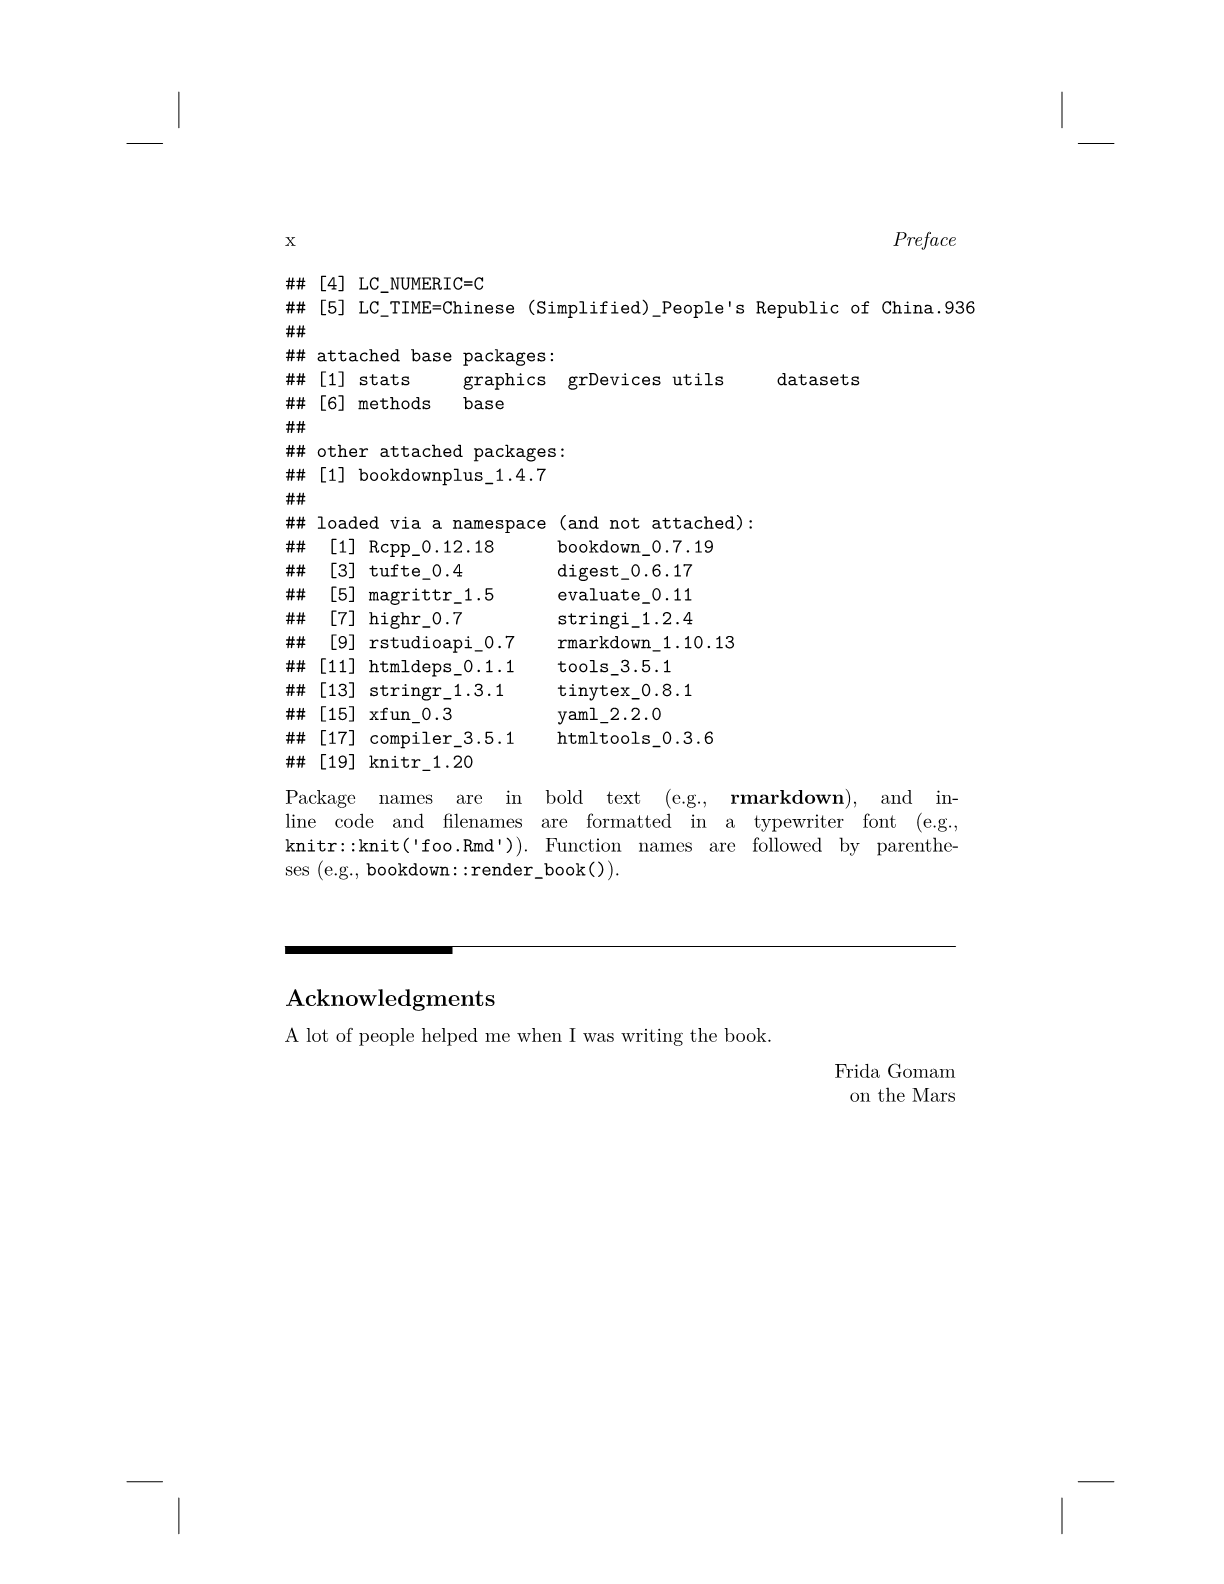 x Preface
## [4] LC_NUMERIC=C
## [5] LC_TIME=Chinese (Simplified)_People's Republic of China.936
##
## attached base packages:
## [1] stats     graphics  grDevices utils     datasets
## [6] methods   base
##
## other attached packages:
## [1] bookdownplus_1.4.7
##
## loaded via a namespace (and not attached):
##  [1] Rcpp_0.12.18      bookdown_0.7.19
##  [3] tufte_0.4         digest_0.6.17
##  [5] magrittr_1.5      evaluate_0.11
##  [7] highr_0.7         stringi_1.2.4
##  [9] rstudioapi_0.7    rmarkdown_1.10.13
## [11] htmldeps_0.1.1    tools_3.5.1
## [13] stringr_1.3.1     tinytex_0.8.1
## [15] xfun_0.3          yaml_2.2.0
## [17] compiler_3.5.1    htmltools_0.3.6
## [19] knitr_1.20
Package names are in bold text (e.g., rmarkdown), and in-
line code and filenames are formatted in a typewriter font (e.g.,
knitr::knit('foo.Rmd')). Function names are followed by parenthe-
ses (e.g., bookdown::render_book()).
Acknowledgments
A lot of people helped me when I was writing the book.
Frida Gomam
on the Mars